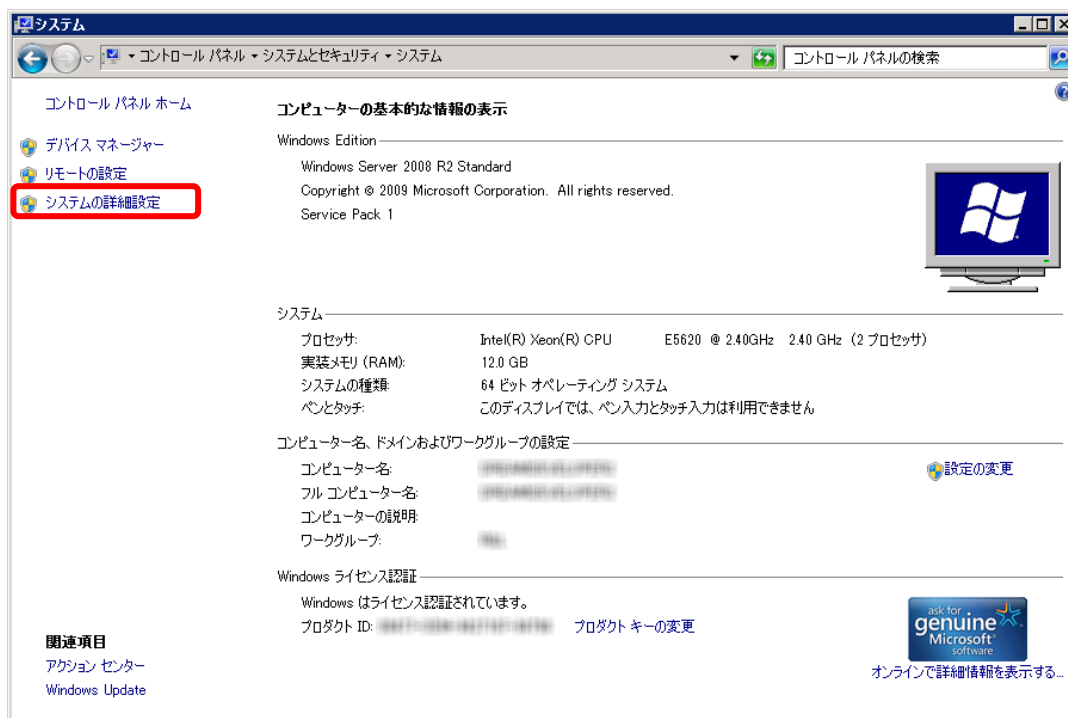 システム
コントロール パネル ・ システムとセキュリティ ・ システム
コントロール パネルの検索
コントロール パネル ホーム
デバイス マネージャー
リモートの設定
システムの詳細設定
コンピューターの基本的な情報の表示
Windows Edition
Windows Server 2008 R2 Standard
Copyright © 2009 Microsoft Corporation. All rights reserved.
Service Pack 1
システム
プロセッサ: Intel(R) Xeon(R) CPU E5620 @ 2.40GHz 2.40 GHz (2 プロセッサ)
実装メモリ (RAM): 12.0 GB
システムの種類: 64 ビット オペレーティング システム
ペンとタッチ: このディスプレイでは、ペン入力とタッチ入力は利用できません
コンピューター名、ドメインおよびワークグループの設定
コンピューター名:
設定の変更
フル コンピューター名:
コンピューターの説明:
ワークグループ:
Windows ライセンス認証
Windows はライセンス認証されています。
プロダクト ID:
プロダクト キーの変更
ask for
genuine
Microsoft
software
オンラインで詳細情報を表示する...
関連項目
アクション センター
Windows Update